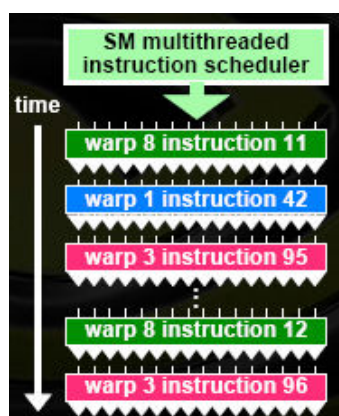 SM multithreaded
instruction scheduler
time
warp 8 instruction 11
warp 1 instruction 42
warp 3 instruction 95
⋮
warp 8 instruction 12
warp 3 instruction 96